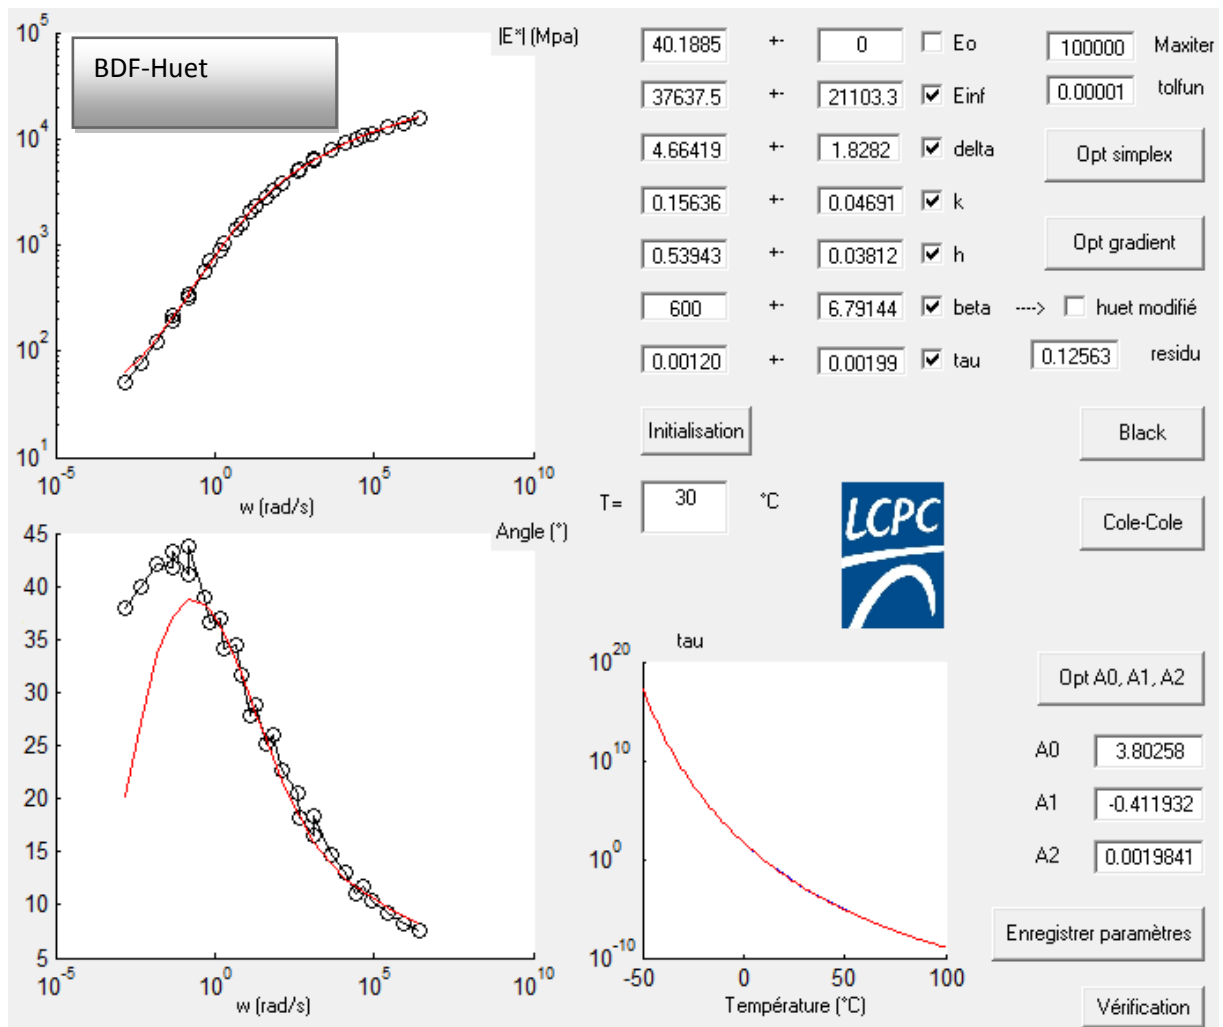 BDF-Huet
|E*| (Mpa)
10^5
10^4
10^3
10^2
10^1
10^-5 10^0 10^5 10^10
w (rad/s)
40.1885 +- 0 Eo
37637.5 +- 21103.3 Einf
4.66419 +- 1.8282 delta
0.15636 +- 0.04691 k
0.53943 +- 0.03812 h
600 +- 6.79144 beta ----> huet modifié
0.00120 +- 0.00199 tau
100000 Maxiter
0.00001 tolfun
Opt simplex
Opt gradient
0.12563 residu
Initialisation
Black
T= 30 °C
LCPC
Cole-Cole
Angle (°)
45
40
35
30
25
20
15
10
5
10^-5 10^0 10^5 10^10
w (rad/s)
tau
10^20
10^10
10^0
10^-10
-50 0 50 100
Température (°C)
Opt A0, A1, A2
A0 3.80258
A1 -0.411932
A2 0.0019841
Enregistrer paramètres
Vérification